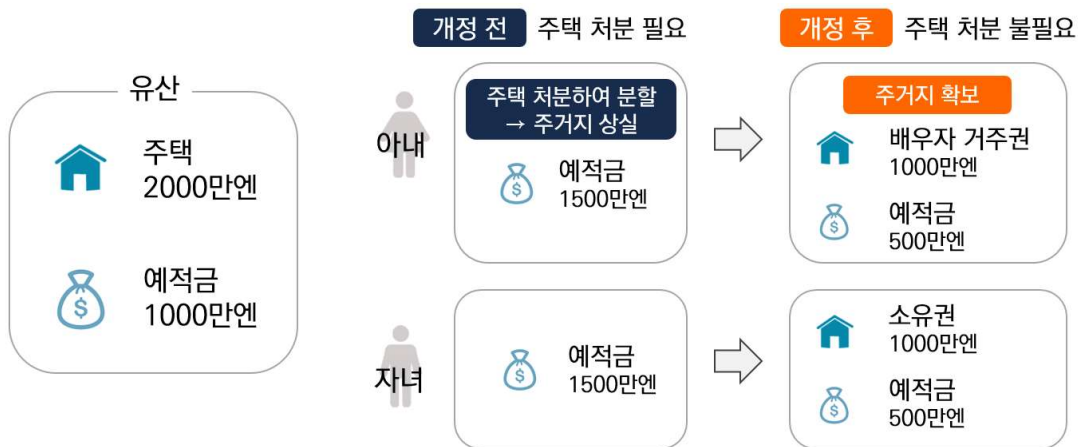 개정 전 주택 처분 필요
개정 후 주택 처분 불필요
유산
주택
2000만엔
예적금
1000만엔
아내
주택 처분하여 분할
→ 주거지 상실
예적금
1500만엔
주거지 확보
배우자 거주권
1000만엔
예적금
500만엔
자녀
예적금
1500만엔
소유권
1000만엔
예적금
500만엔